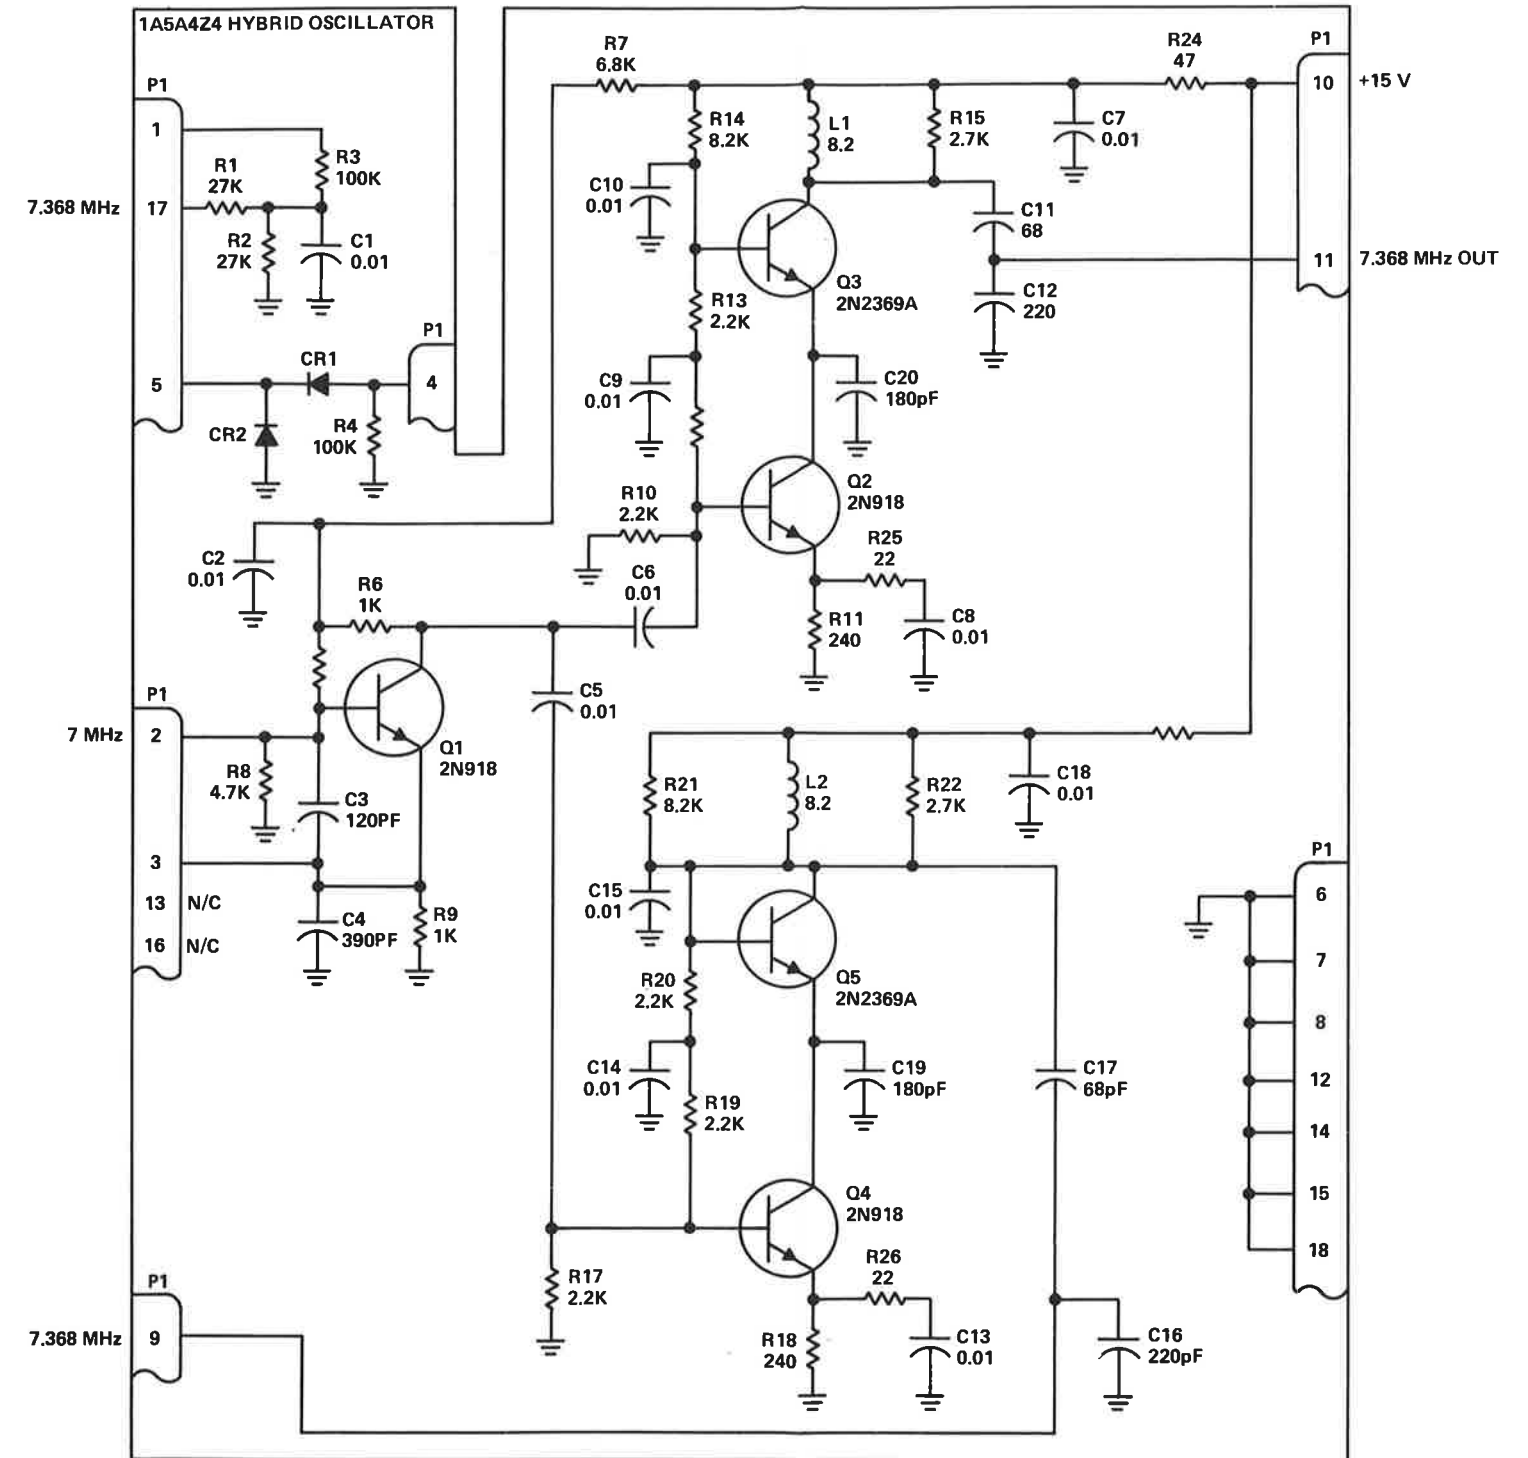 1A5A4Z4 HYBRID OSCILLATOR
P1
1
R3
100K
R1
27K
7.368 MHz
17
R2
27K
C1
0.01
P1
5
CR1
4
CR2
R4
100K
R7
6.8K
R24
47
P1
10
+15 V
R14
8.2K
L1
8.2
R15
2.7K
C7
0.01
C10
0.01
C11
68
11
7.368 MHz OUT
Q3
2N2369A
C12
220
R13
2.2K
C9
0.01
C20
180pF
Q2
2N918
R10
2.2K
R25
22
C2
0.01
C6
0.01
R6
1K
R11
240
C8
0.01
P1
7 MHz
2
C5
0.01
Q1
2N918
R8
4.7K
C3
120PF
3
13
N/C
16
N/C
C4
390PF
R9
1K
R21
8.2K
L2
8.2
R22
2.7K
C18
0.01
C15
0.01
Q5
2N2369A
R20
2.2K
C14
0.01
C19
180pF
C17
68pF
R19
2.2K
Q4
2N918
R26
22
R17
2.2K
R18
240
C13
0.01
C16
220pF
P1
6
7
8
12
14
15
18
P1
7.368 MHz
9